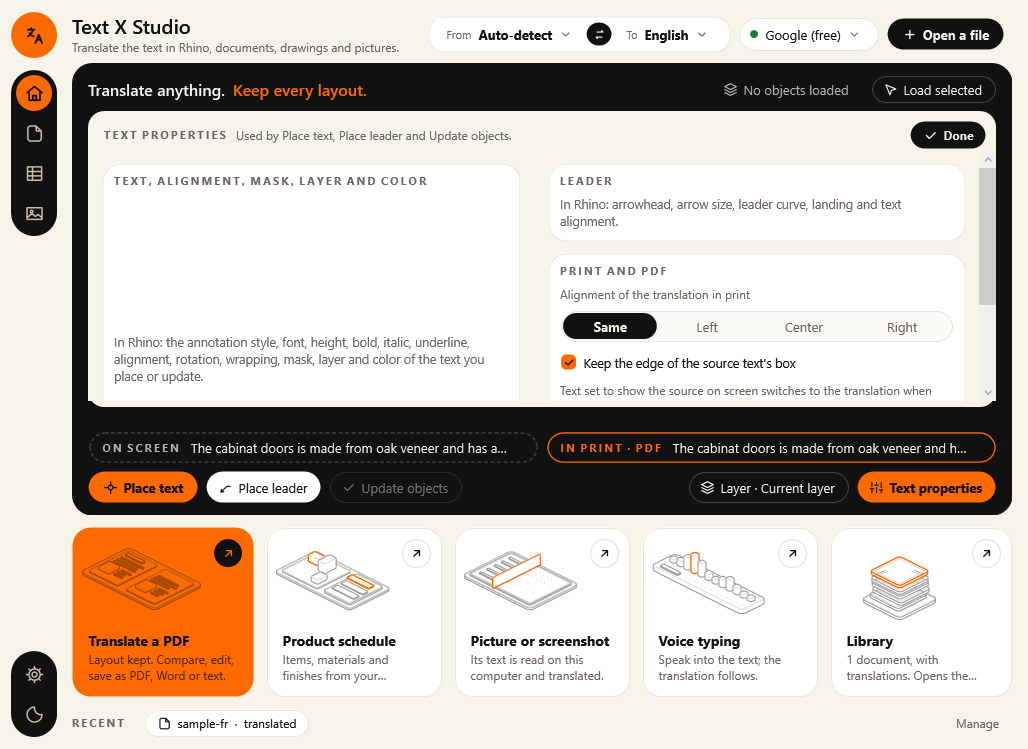 Text X Studio
Translate the text in Rhino, documents, drawings and pictures.
From Auto-detect
To English
Google (free)
Open a file
Translate anything. Keep every layout.
No objects loaded
Load selected
TEXT PROPERTIES Used by Place text, Place leader and Update objects.
Done
TEXT, ALIGNMENT, MASK, LAYER AND COLOR
In Rhino: the annotation style, font, height, bold, italic, underline,
alignment, rotation, wrapping, mask, layer and color of the text you
place or update.
LEADER
In Rhino: arrowhead, arrow size, leader curve, landing and text
alignment.
PRINT AND PDF
Alignment of the translation in print
Same Left Center Right
Keep the edge of the source text's box
Text set to show the source on screen switches to the translation when
ON SCREEN The cabinat doors is made from oak veneer and has a...
IN PRINT · PDF The cabinat doors is made from oak veneer and h...
Place text
Place leader
Update objects
Layer · Current layer
Text properties
Translate a PDF
Layout kept. Compare, edit,
save as PDF, Word or text.
Product schedule
Items, materials and
finishes from your...
Picture or screenshot
Its text is read on this
computer and translated.
Voice typing
Speak into the text; the
translation follows.
Library
1 document, with
translations. Opens the...
RECENT
sample-fr · translated
Manage